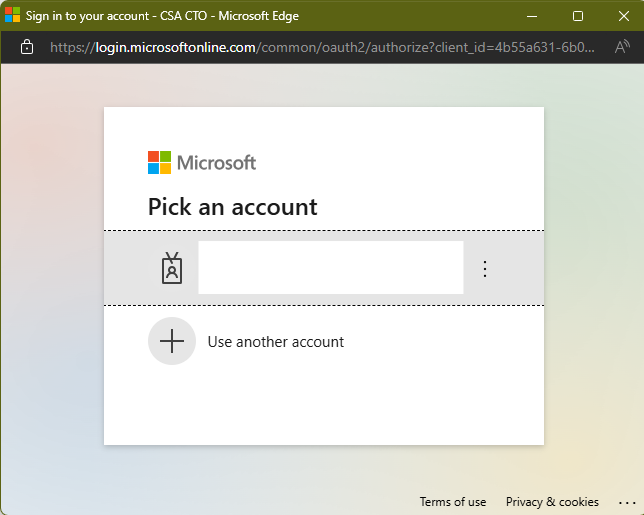 Sign in to your account - CSA CTO - Microsoft Edge
https://login.microsoftonline.com/common/oauth2/authorize?client_id=4b55a631-6b0...
Microsoft
Pick an account
Use another account
Terms of use Privacy & cookies ...